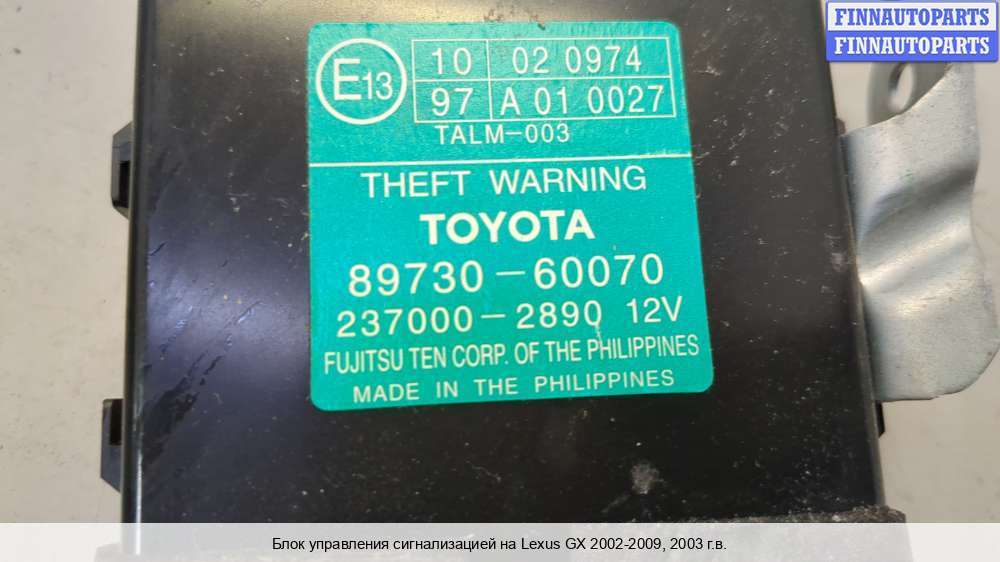 FINNAUTOPARTS
FINNAUTOPARTS
E13
10 02 0974
97 A 01 0027
TALM-003
THEFT WARNING
TOYOTA
89730-60070
237000-2890 12V
FUJITSU TEN CORP. OF THE PHILIPPINES
MADE IN THE PHILIPPINES
Блок управления сигнализацией на Lexus GX 2002-2009, 2003 г.в.